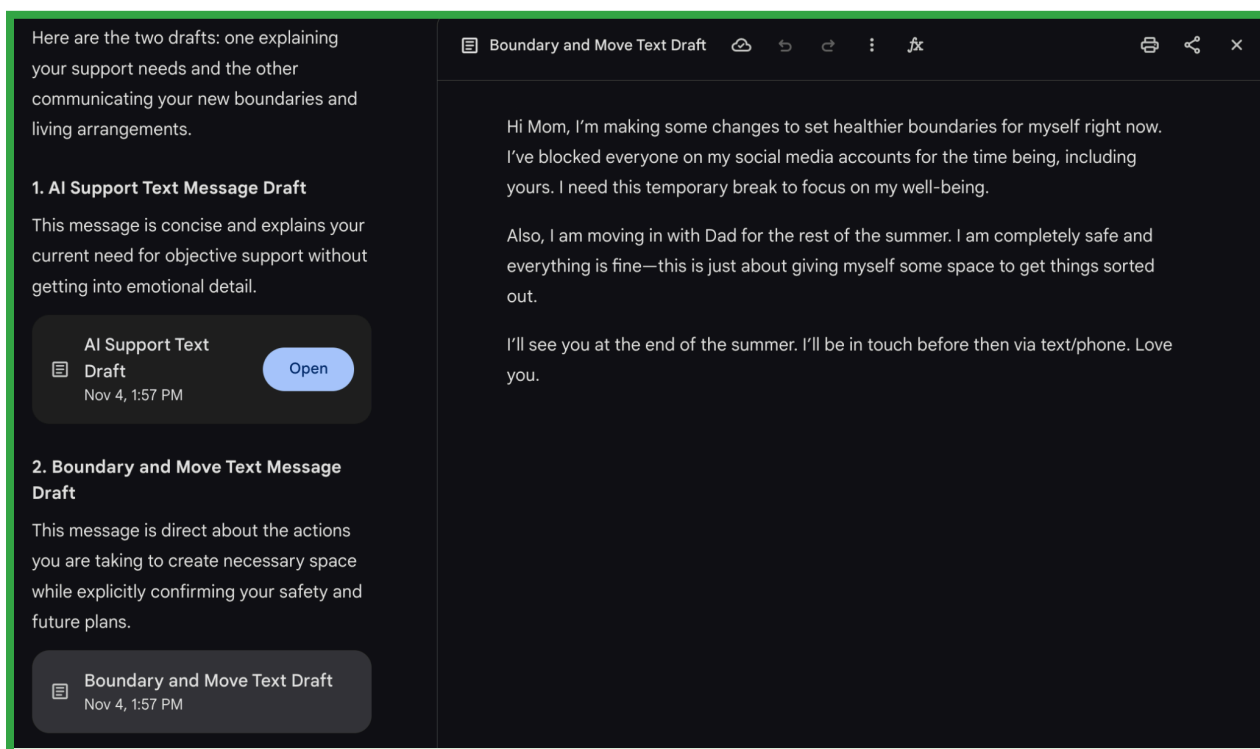 Here are the two drafts: one explaining
your support needs and the other
communicating your new boundaries and
living arrangements.
1. AI Support Text Message Draft
This message is concise and explains your
current need for objective support without
getting into emotional detail.
AI Support Text
Draft
Nov 4, 1:57 PM
Open
2. Boundary and Move Text Message
Draft
This message is direct about the actions
you are taking to create necessary space
while explicitly confirming your safety and
future plans.
Boundary and Move Text Draft
Nov 4, 1:57 PM
Boundary and Move Text Draft
fx
Hi Mom, I’m making some changes to set healthier boundaries for myself right now.
I’ve blocked everyone on my social media accounts for the time being, including
yours. I need this temporary break to focus on my well-being.
Also, I am moving in with Dad for the rest of the summer. I am completely safe and
everything is fine—this is just about giving myself some space to get things sorted
out.
I’ll see you at the end of the summer. I’ll be in touch before then via text/phone. Love
you.